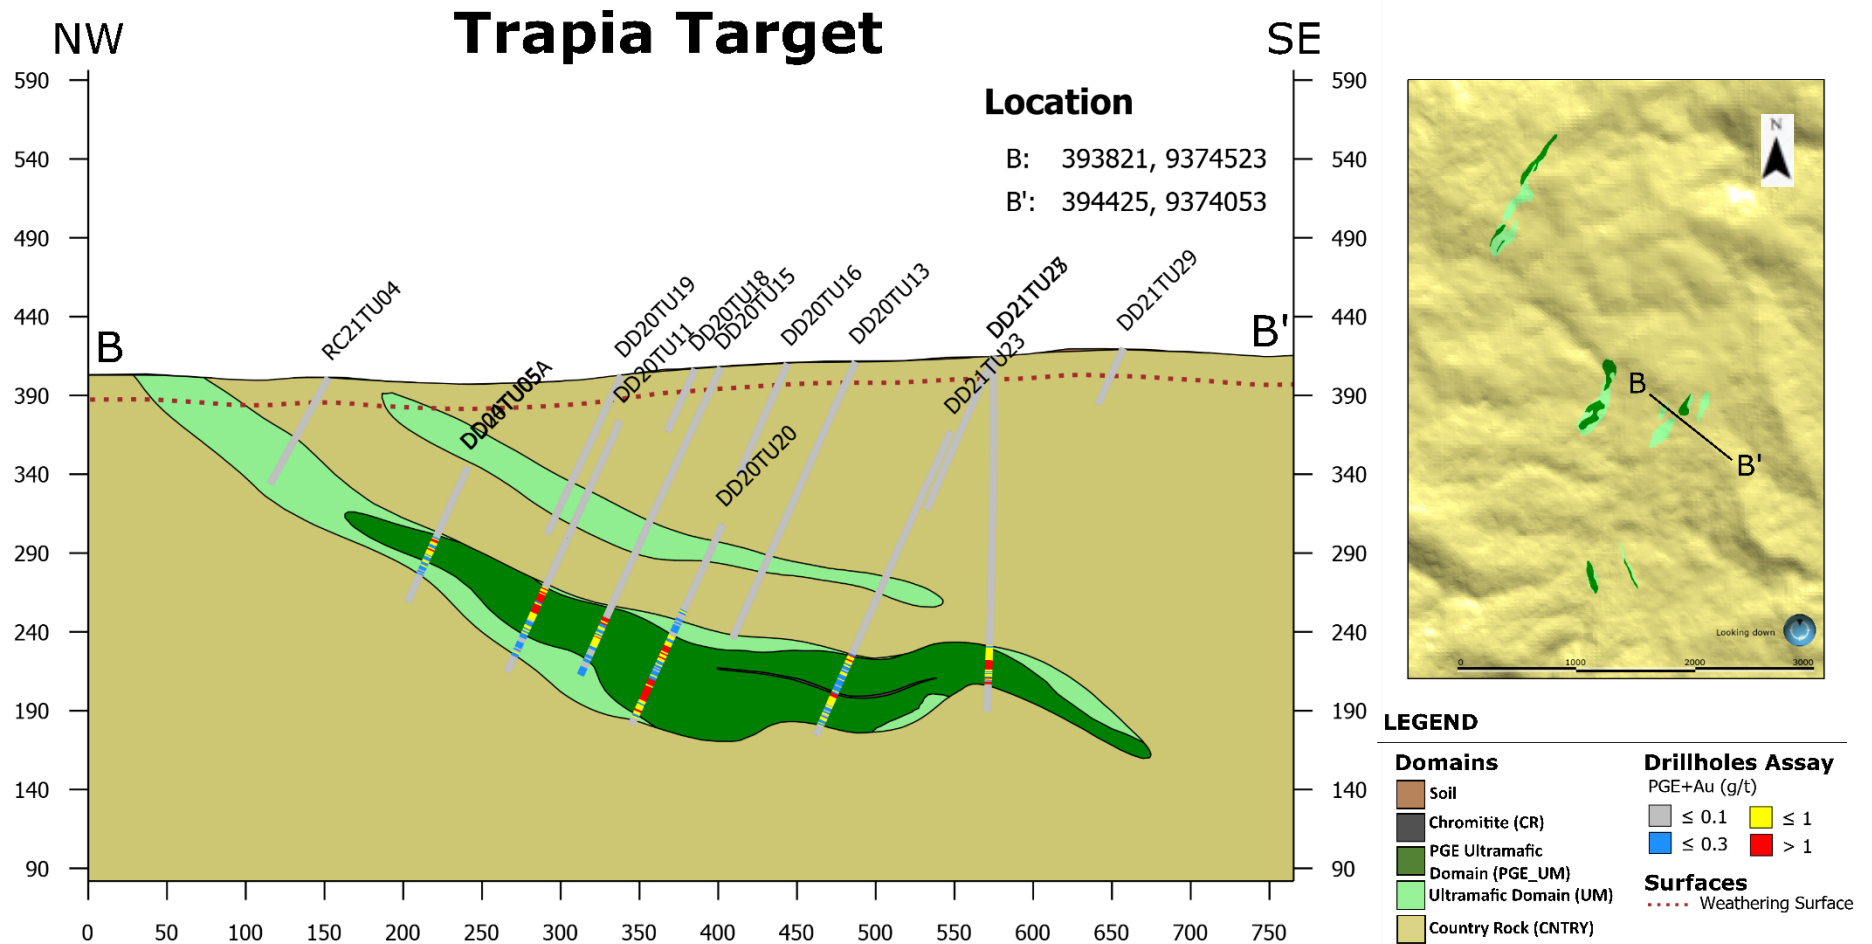 Trapia Target
NW
SE
590
540
490
440
390
340
290
240
190
140
90
590
540
490
440
390
340
290
240
190
140
90
Location
B: 393821, 9374523
B': 394425, 9374053
B
B'
RC21TU04
DD20TU05A
DD20TU19
DD20TU11
DD20TU18
DD20TU15
DD20TU16
DD20TU13
DD20TU20
DD21TU23
DD21TU29
0
50
100
150
200
250
300
350
400
450
500
550
600
650
700
750
N
B
B'
Looking down
0
1000
2000
3000
LEGEND
Domains
Soil
Chromitite (CR)
PGE Ultramafic
Domain (PGE_UM)
Ultramafic Domain (UM)
Country Rock (CNTRY)
Drillholes Assay
PGE+Au (g/t)
≤ 0.1
≤ 1
≤ 0.3
> 1
Surfaces
Weathering Surface